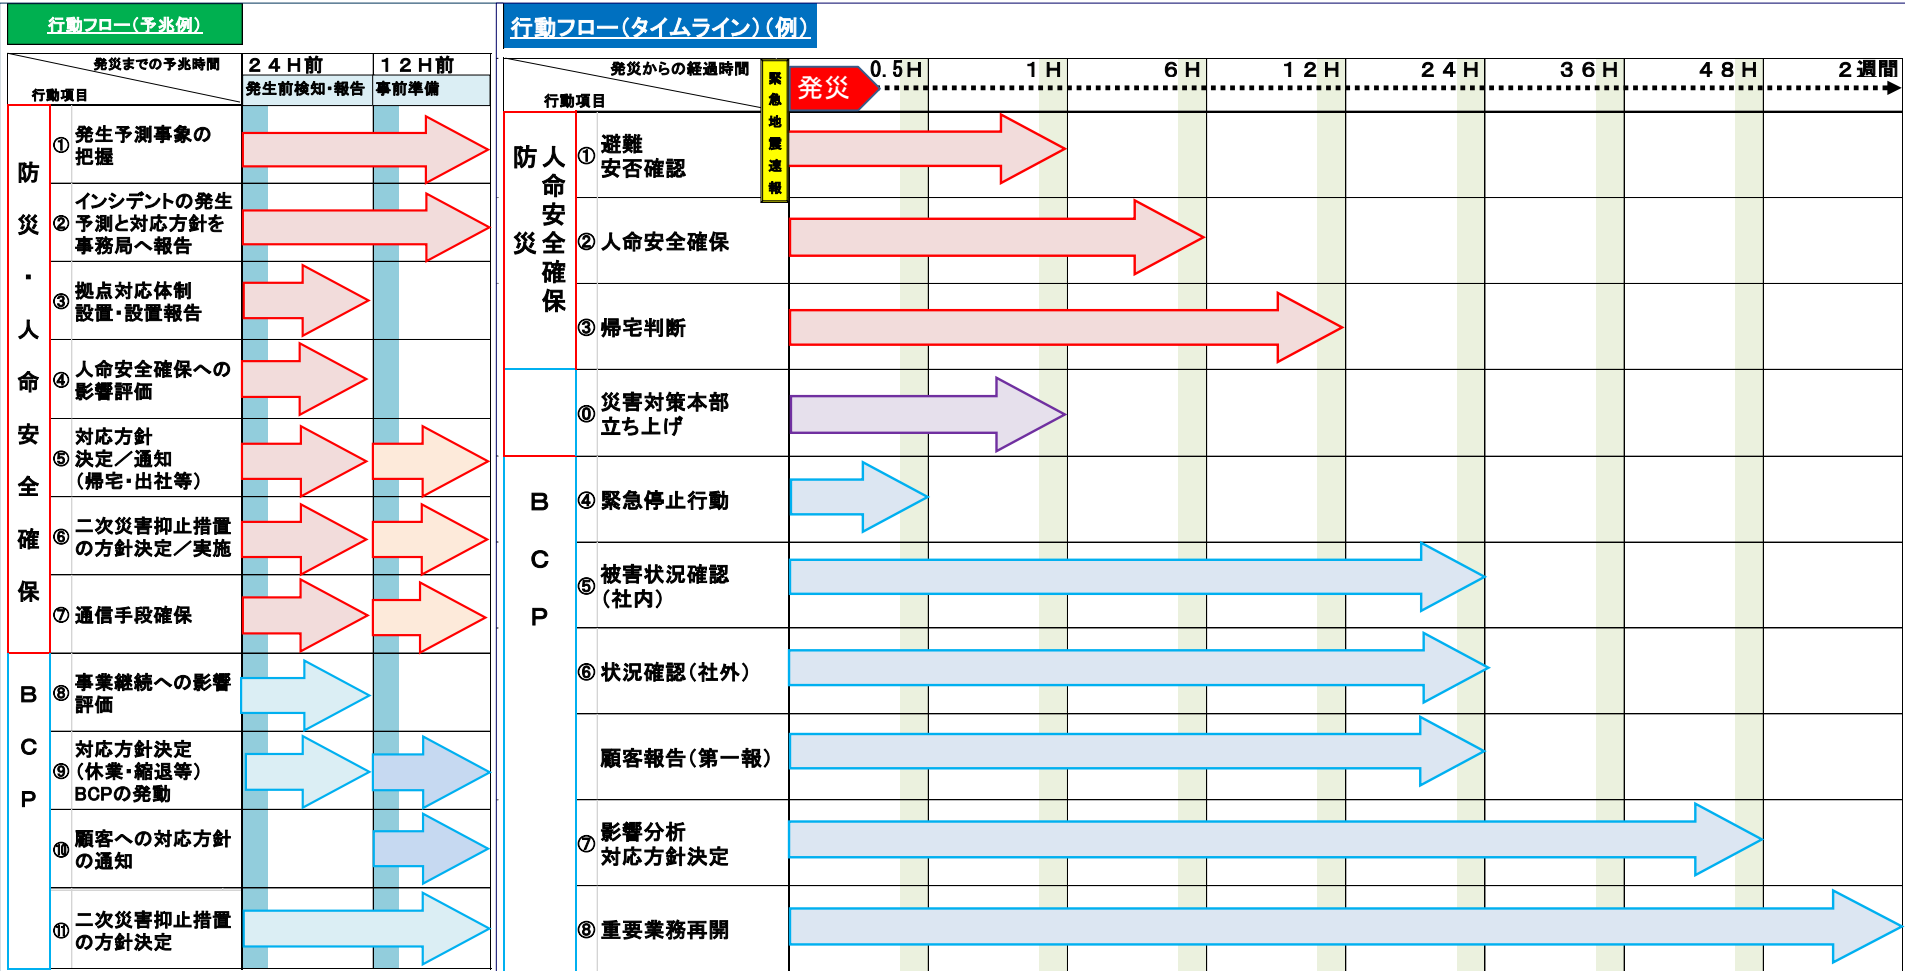 行動フロー（予兆例）
発災までの予兆時間
行動項目
２４Ｈ前
１２Ｈ前
発生前検知・報告
事前準備
防災・人命安全確保
①
発生予測事象の
把握
②
インシデントの発生
予測と対応方針を
事務局へ報告
③
拠点対応体制
設置・設置報告
④
人命安全確保への
影響評価
⑤
対応方針
決定／通知
（帰宅・出社等）
⑥
二次災害抑止措置
の方針決定／実施
⑦
通信手段確保
ＢＣＰ
⑧
事業継続への影響
評価
⑨
対応方針決定
（休業・縮退等）
BCPの発動
⑩
顧客への対応方針
の通知
⑪
二次災害抑止措置
の方針決定
行動フロー（タイムライン）（例）
発災からの経過時間
行動項目
緊急地震速報
発災
0.5Ｈ
１Ｈ
６Ｈ
１２Ｈ
２４Ｈ
３６Ｈ
４８Ｈ
２週間
人命安全確保
防災
①
避難
安否確認
②
人命安全確保
③
帰宅判断
⓪
災害対策本部
立ち上げ
ＢＣＰ
④
緊急停止行動
⑤
被害状況確認
（社内）
⑥
状況確認（社外）
顧客報告（第一報）
⑦
影響分析
対応方針決定
⑧
重要業務再開